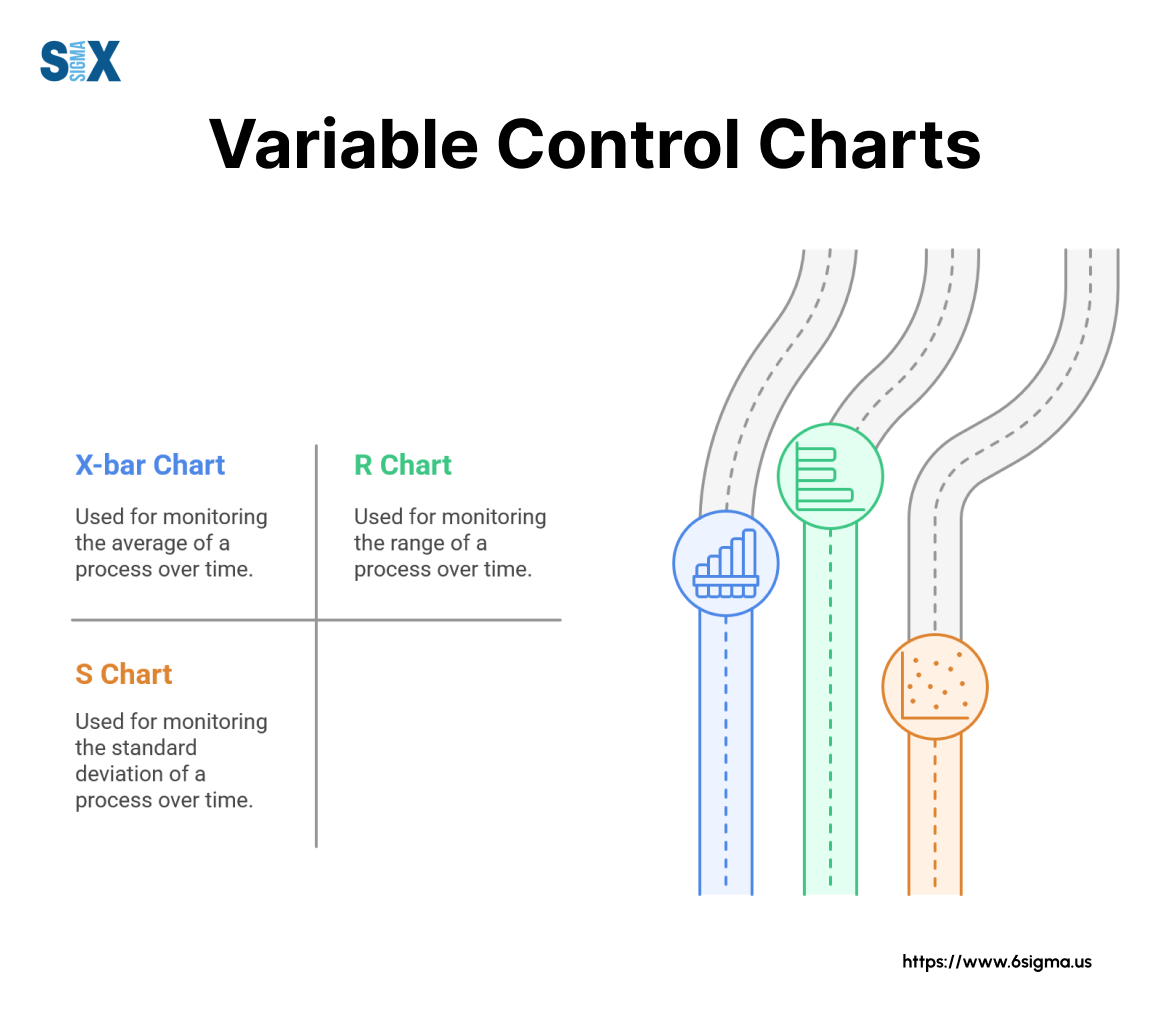 SIX SIGMA
Variable Control Charts
X-bar Chart
Used for monitoring
the average of a
process over time.
R Chart
Used for monitoring
the range of a
process over time.
S Chart
Used for monitoring
the standard
deviation of a
process over time.
https://www.6sigma.us